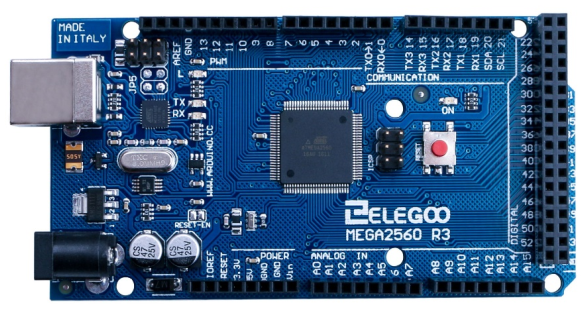 MADE
IN ITALY
AREF
GND
13
12
11
10
9
8
7
6
5
4
3
2
TX0→1
RX0←0
TX3 14
RX3 15
TX2 16
RX2 17
TX1 18
RX1 19
SDA 20
SCL 21
PWM
COMMUNICATION
L
TX
RX
JP5
WWW.ARDUINO.CC
ON
RESET
ICSP
22
24
26
28
30
32
34
36
38
40
42
44
46
48
50
52
DIGITAL
ELEGOO
MEGA2560 R3
RESET-EN
CS
47
25V
CS
47
25V
POWER
ANALOG IN
IOREF
RESET
3.3V
5V
GND
GND
Vin
A0
A1
A2
A3
A4
A5
6
A7
A8
A9
A10
A11
A12
A13
A14
A15